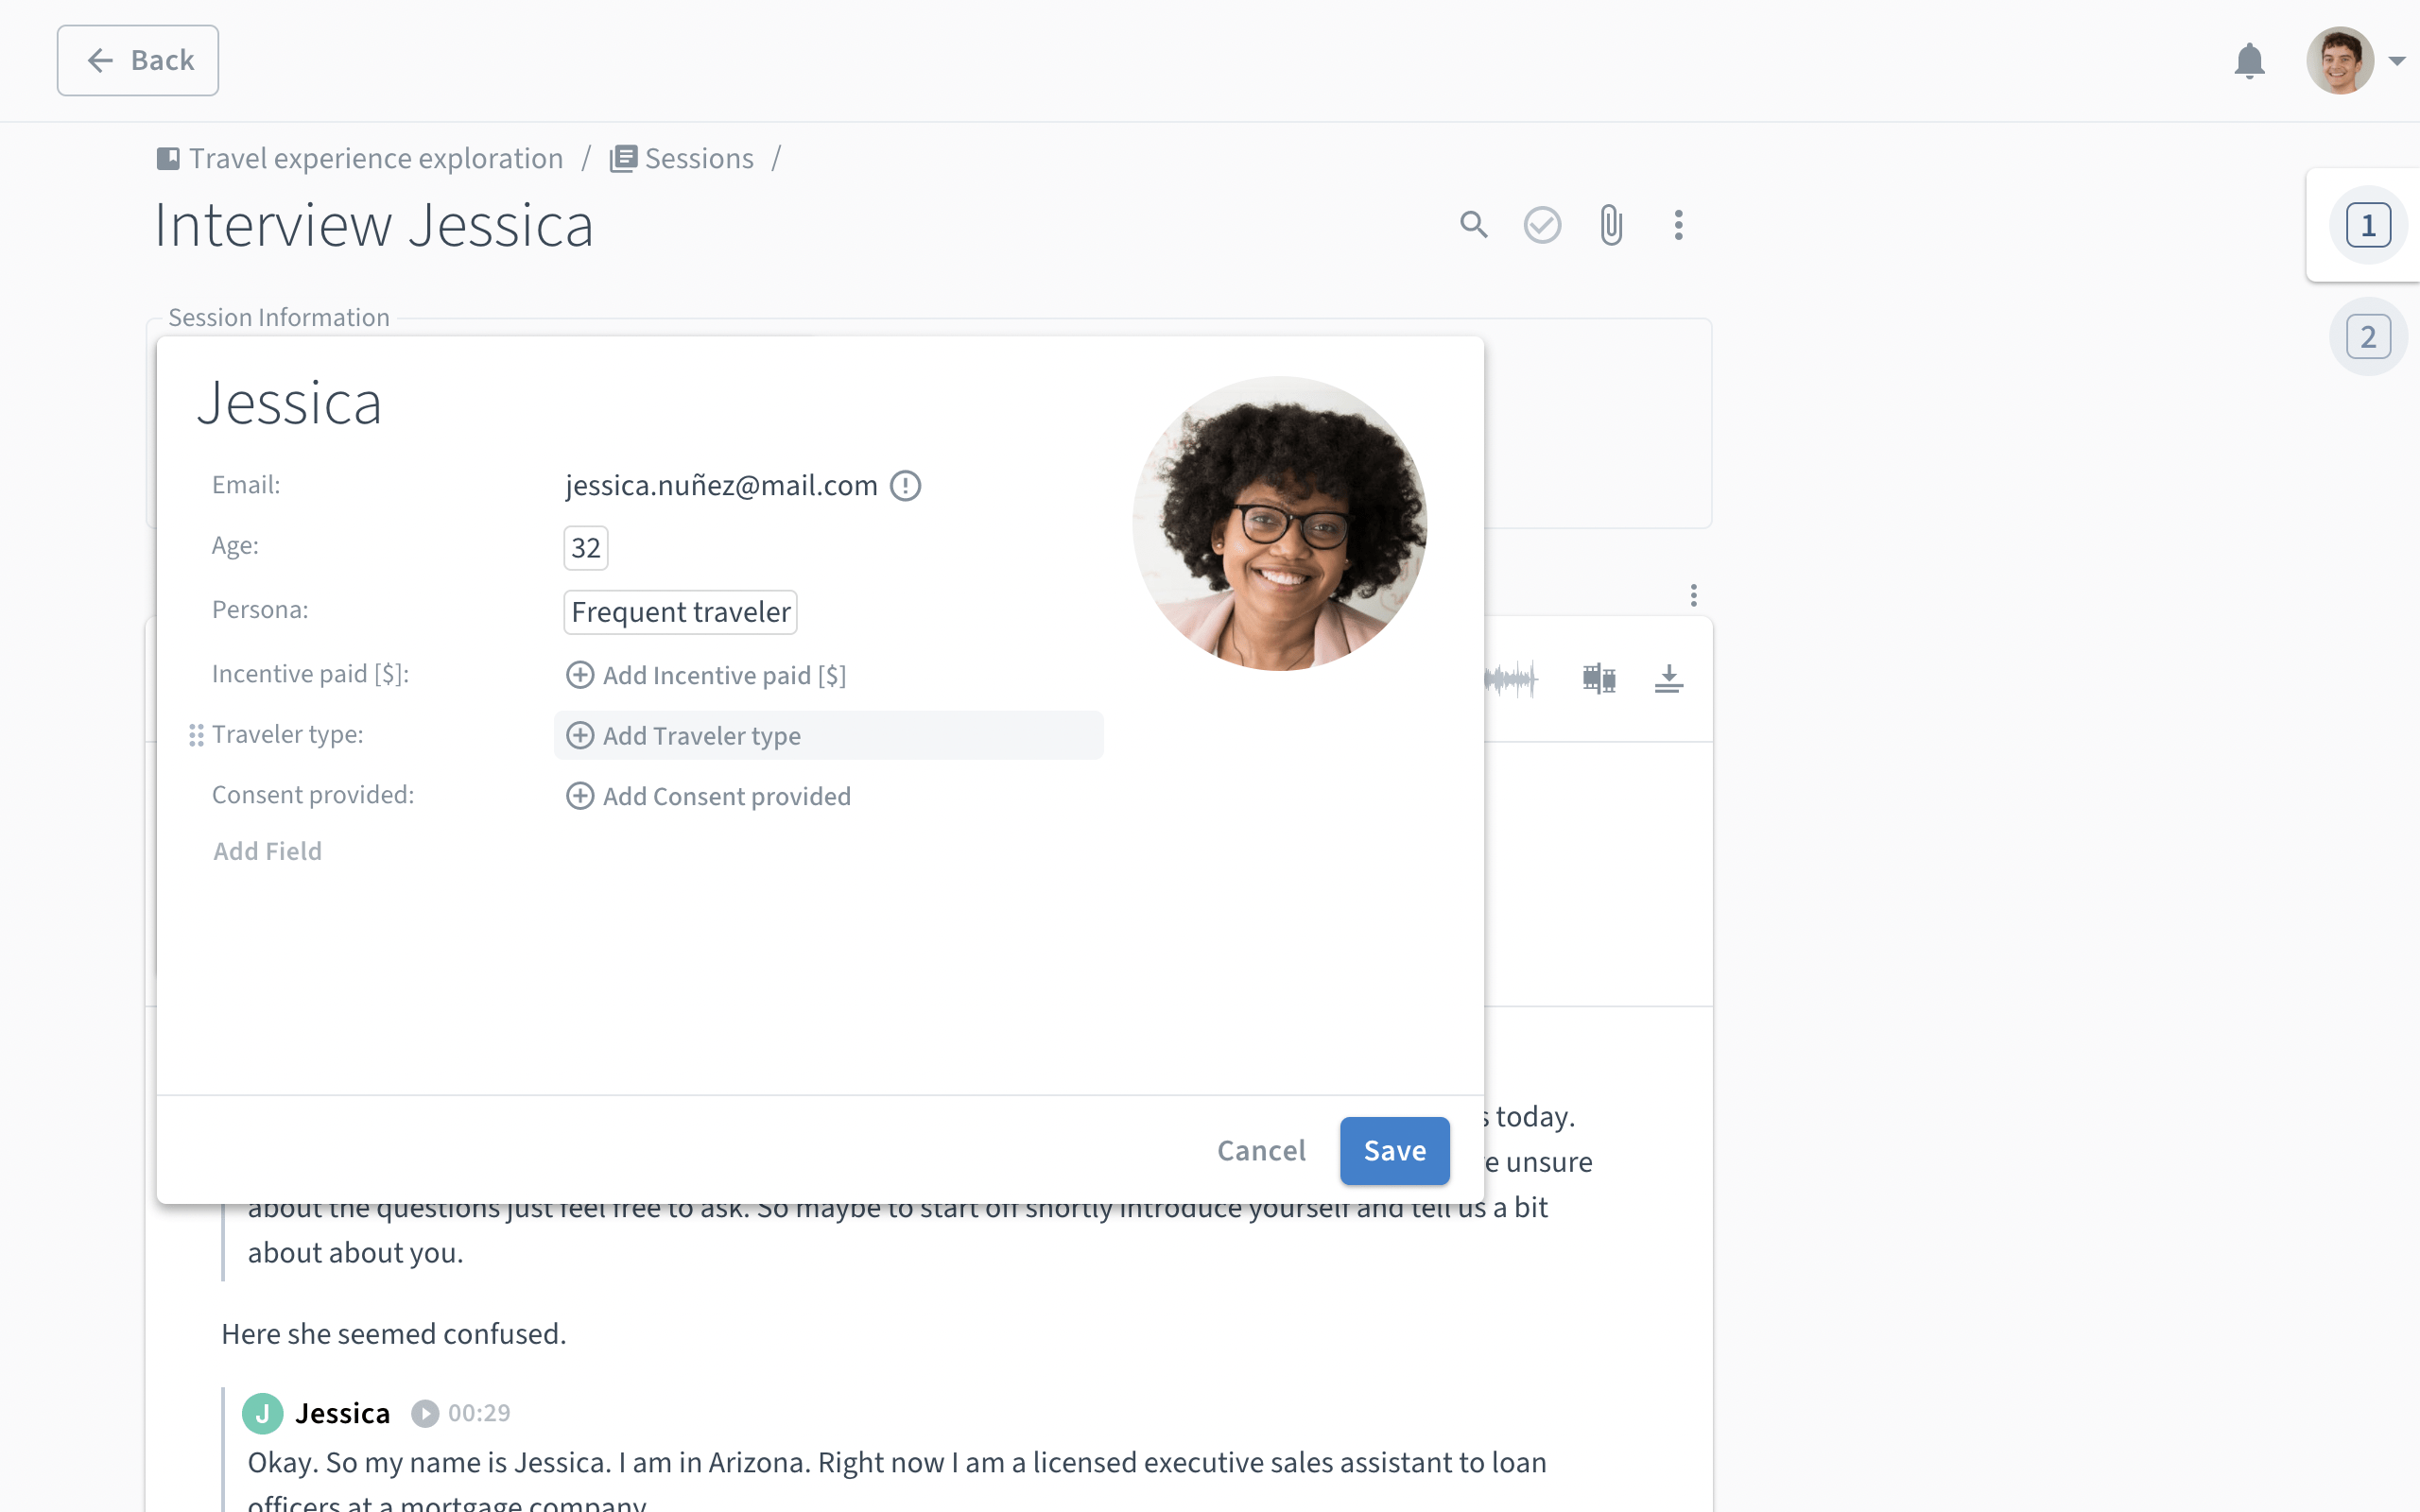 Back
Travel experience exploration / Sessions /
Interview Jessica
1
2
Session Information
Jessica
Email: jessica.nuñez@mail.com
Age: 32
Persona: Frequent traveler
Incentive paid [$]: Add Incentive paid [$]
Traveler type: Add Traveler type
Consent provided: Add Consent provided
Add Field
Cancel Save
today.
unsure
about the questions just feel free to ask. So maybe to start off shortly introduce yourself and tell us a bit
about about you.
Here she seemed confused.
J Jessica 00:29
Okay. So my name is Jessica. I am in Arizona. Right now I am a licensed executive sales assistant to loan
officers at a mortgage company